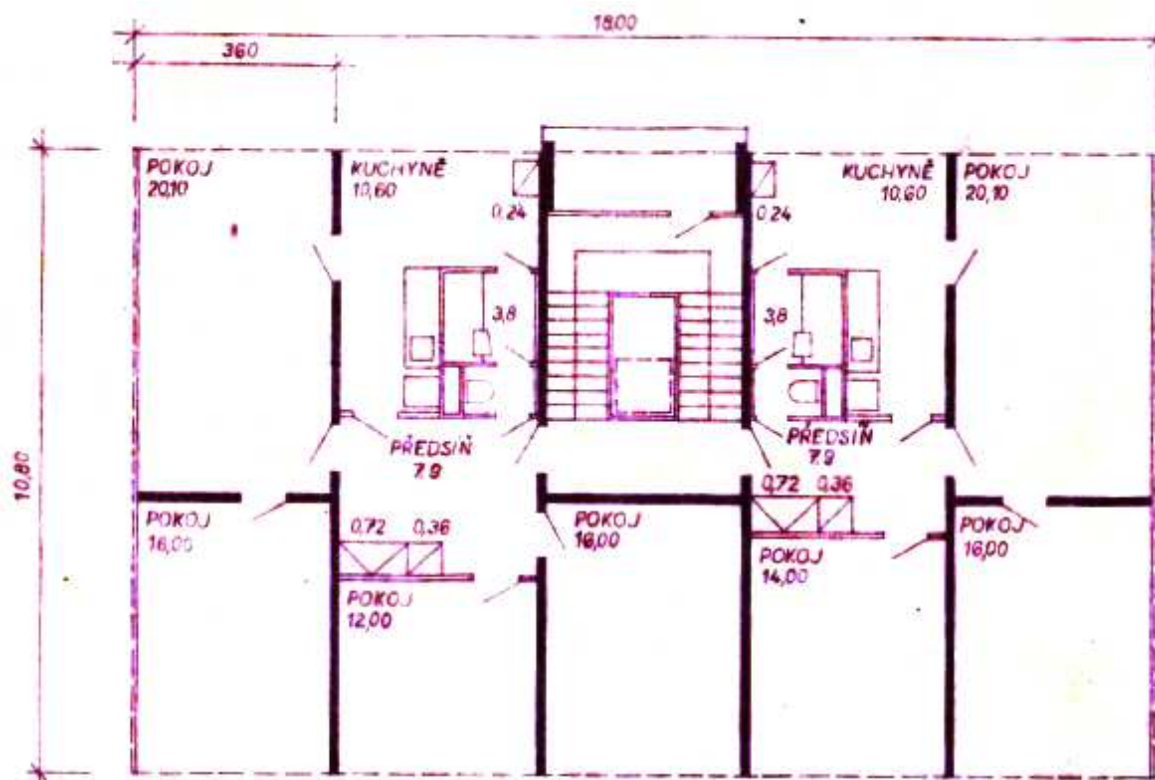 18,00
360
10,80
POKOJ
20,10
KUCHYNĚ
10,60
0,24
KUCHYNĚ
10,60
0,24
POKOJ
20,10
3,8
3,8
PŘEDSIŇ
7,9
PŘEDSIŇ
7,9
POKOJ
16,00
0,72 0,36
POKOJ
12,00
POKOJ
16,00
0,72 0,36
POKOJ
14,00
POKOJ
16,00